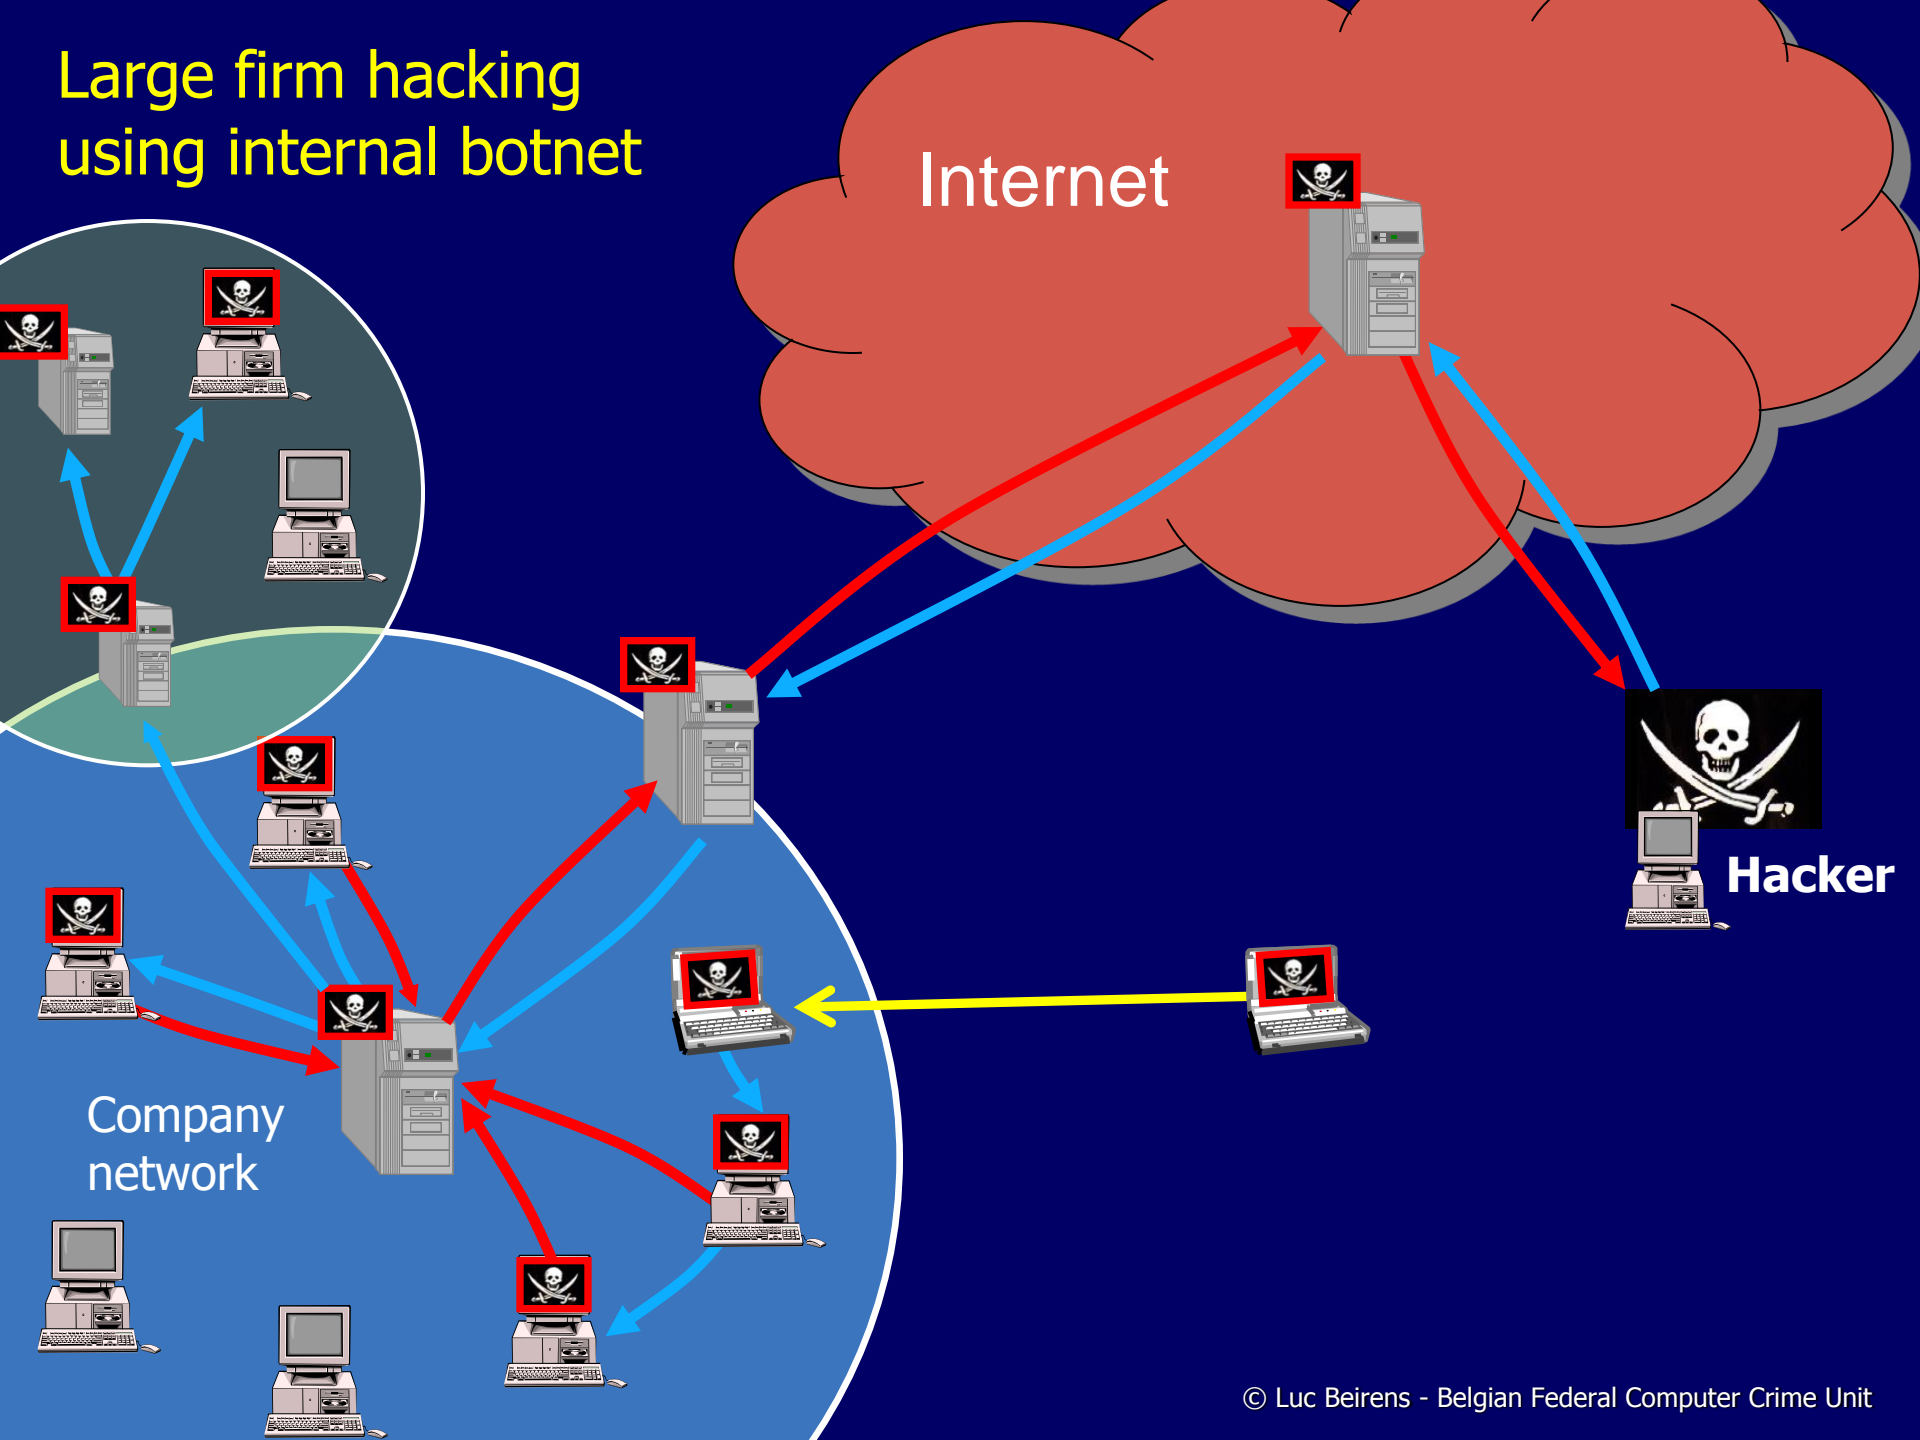 Large firm hacking
using internal botnet
Internet
Hacker
Company
network
© Luc Beirens - Belgian Federal Computer Crime Unit